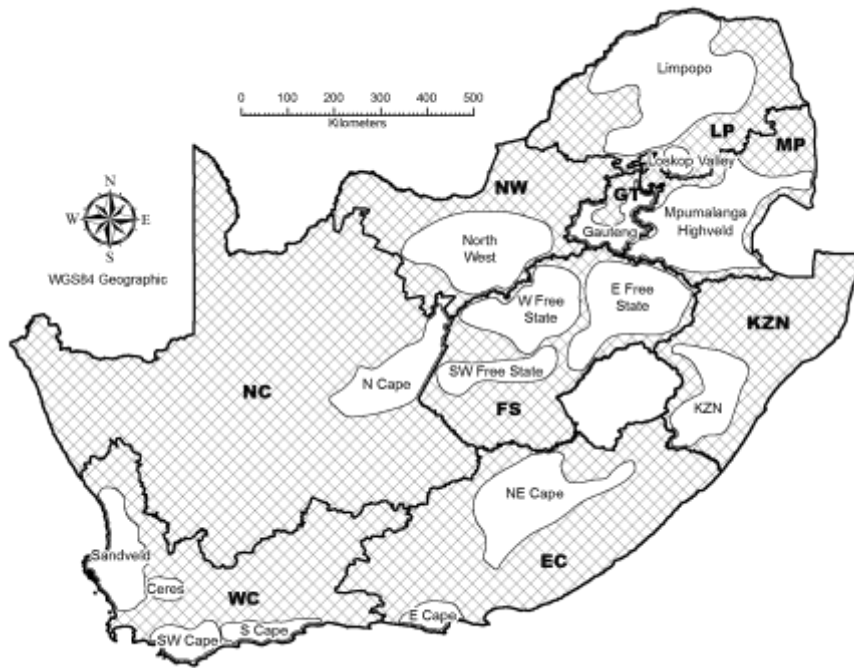 Limpopo
0 100 200 300 400 500
Kilometers
LP
MP
Loskop Valley
NW
GT
N
W E
S
WGS84 Geographic
Mpumalanga
Highveld
Gauteng
North
West
W Free
State
E Free
State
KZN
SW Free State
N Cape
NC
FS
KZN
NE Cape
EC
Sandveld
Ceres
WC
E Cape
S Cape
SW Cape